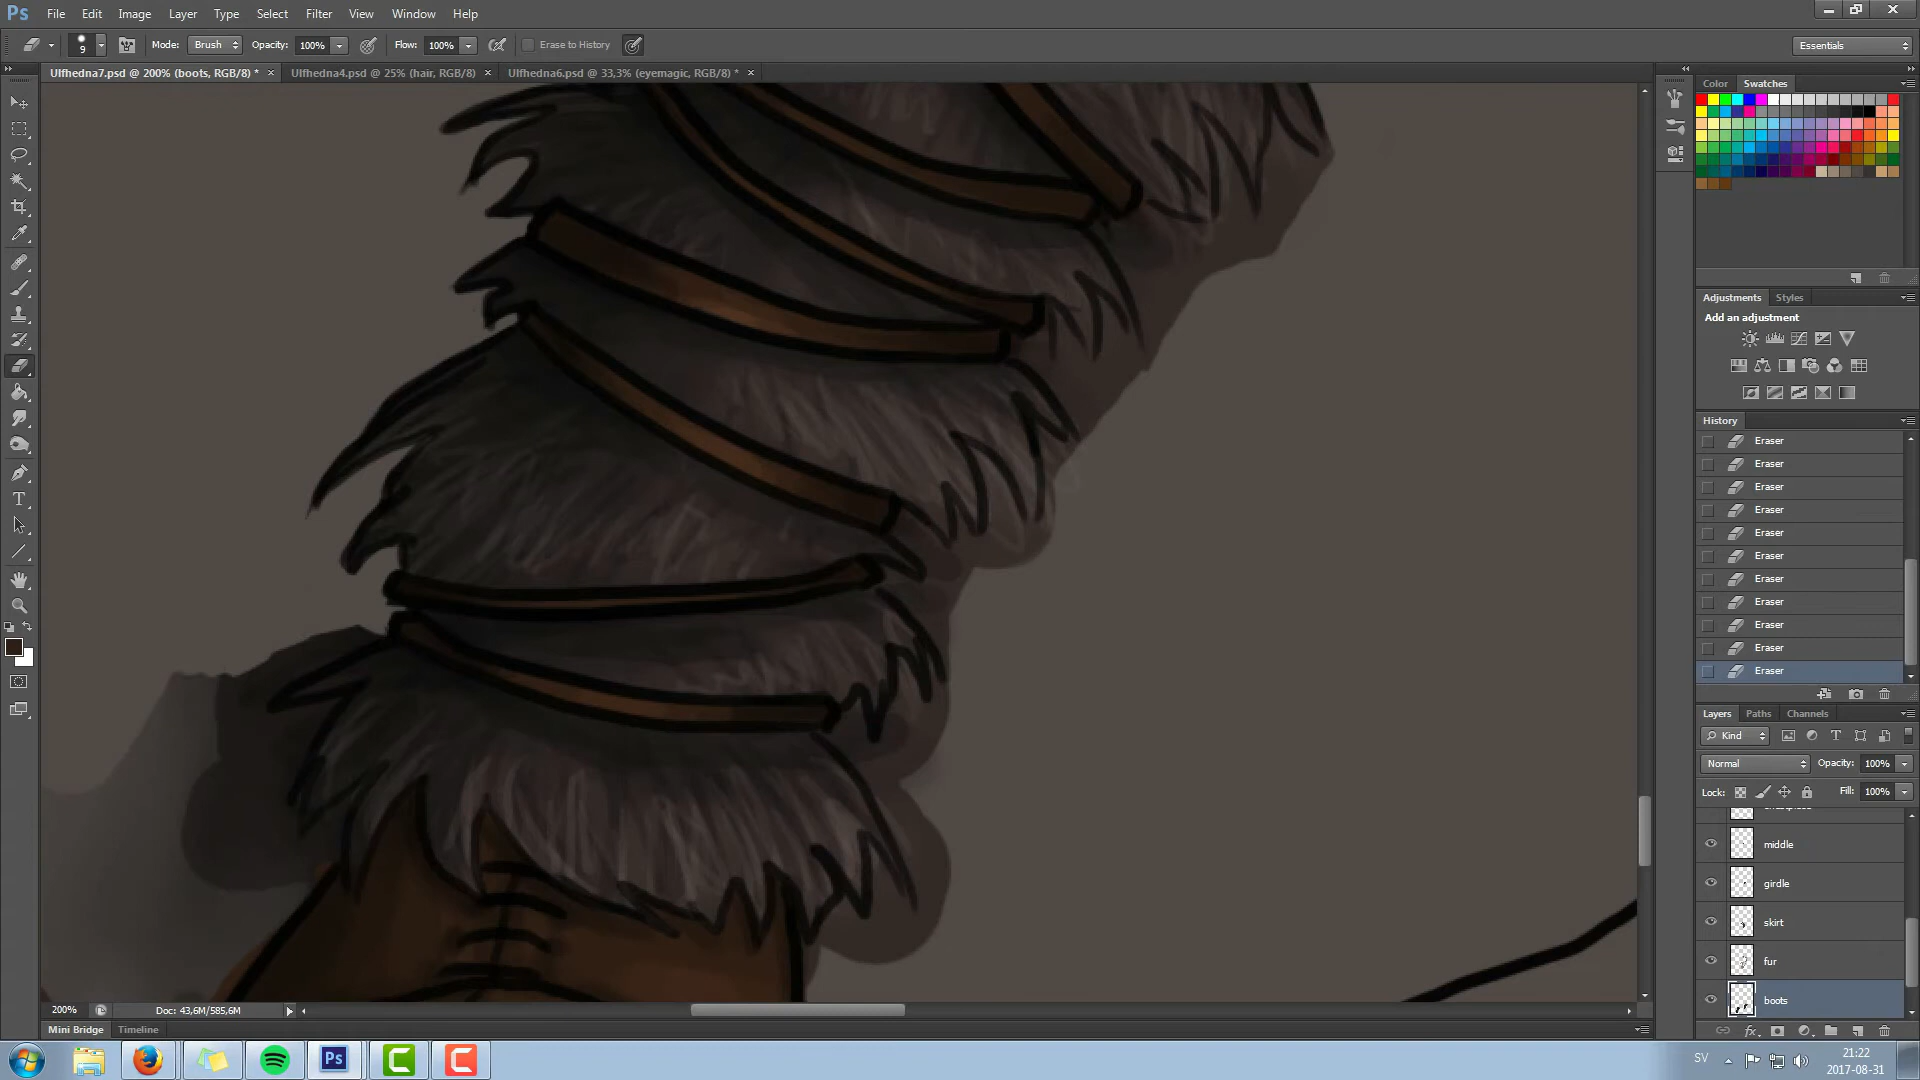 Ps File Edit Image Layer Type Select Filter View Window Help
9 Mode: Brush Opacity: 100% Flow: 100% Erase to History Essentials
Ulfhedna7.psd @ 200% (boots, RGB/8) * × Ulfhedna4.psd @ 25% (hair, RGB/8) × Ulfhedna6.psd @ 33,3% (eyemagic, RGB/8) * ×
Color Swatches
Adjustments Styles
Add an adjustment
History
Eraser
Eraser
Eraser
Eraser
Eraser
Eraser
Eraser
Eraser
Eraser
Eraser
Eraser
Layers Paths Channels
Kind
Normal Opacity: 100%
Lock: Fill: 100%
middle
girdle
skirt
fur
boots
fx
200% Doc: 43,6M/585,6M
Mini Bridge Timeline
Ps
SV
21:22
2017-08-31